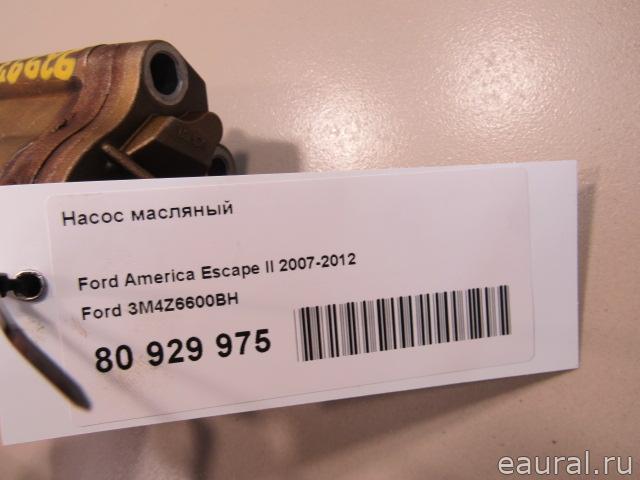 Насос масляный
Ford America Escape II 2007-2012
Ford 3M4Z6600BH
80 929 975
eaural.ru